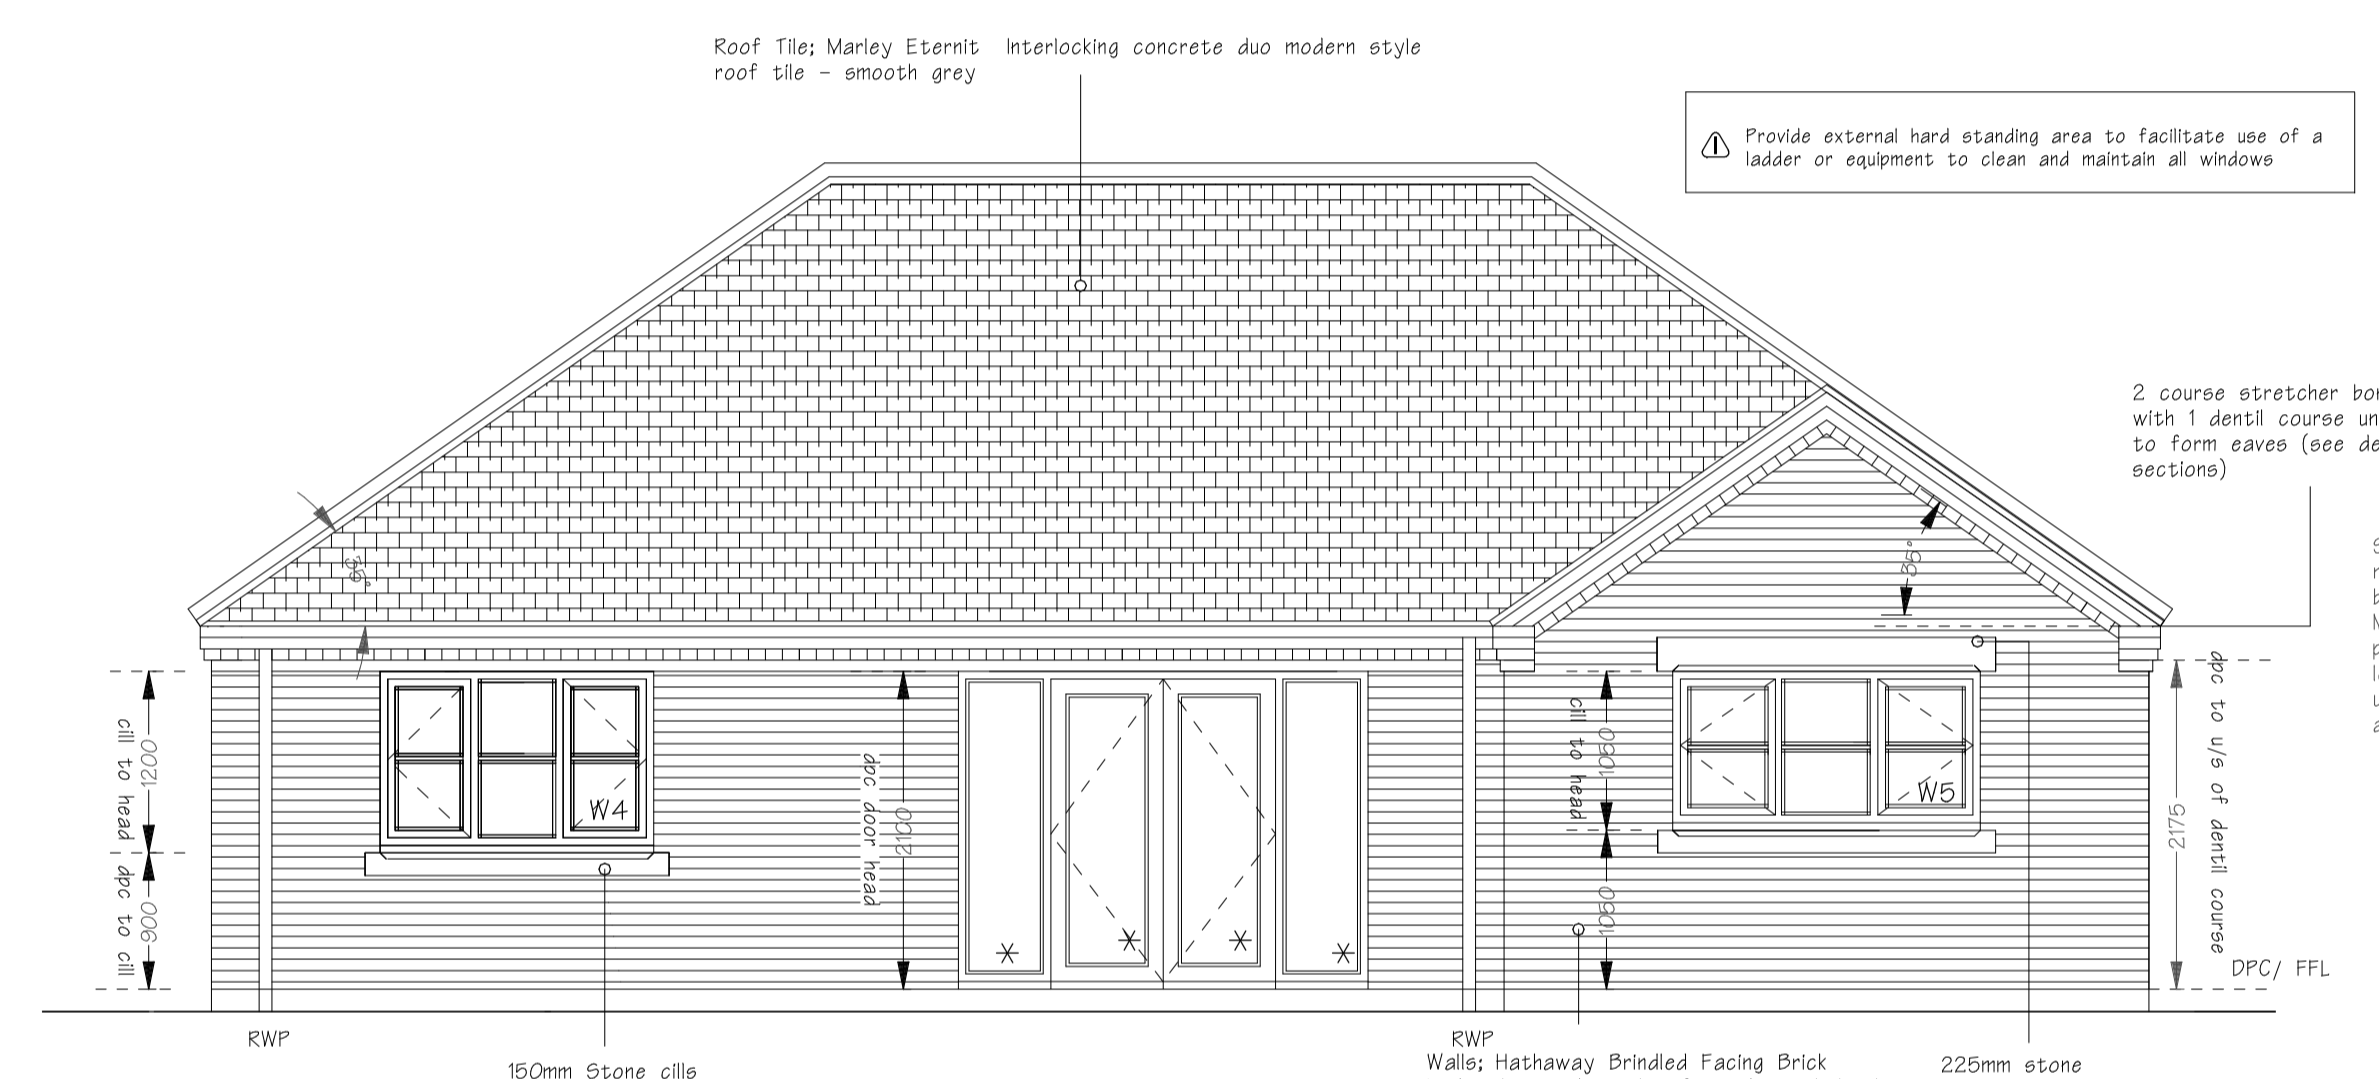 Roof Tile; Marley Eternit Interlocking concrete duo modern style
roof tile - smooth grey
Provide external hard standing area to facilitate use of a
ladder or equipment to clean and maintain all windows
2 course stretcher
with 1 dentil course
to form eaves (see
sections)
35°
35°
cill to head
1200
dpc to cill
900
W4
dpc door head
2100
cill to head
1050
1050
W5
2175
dpc to u/s of dentil course
DPC/ FFL
RWP
RWP
150mm Stone cills
Walls; Hathaway Brindled Facing Brick
225mm stone